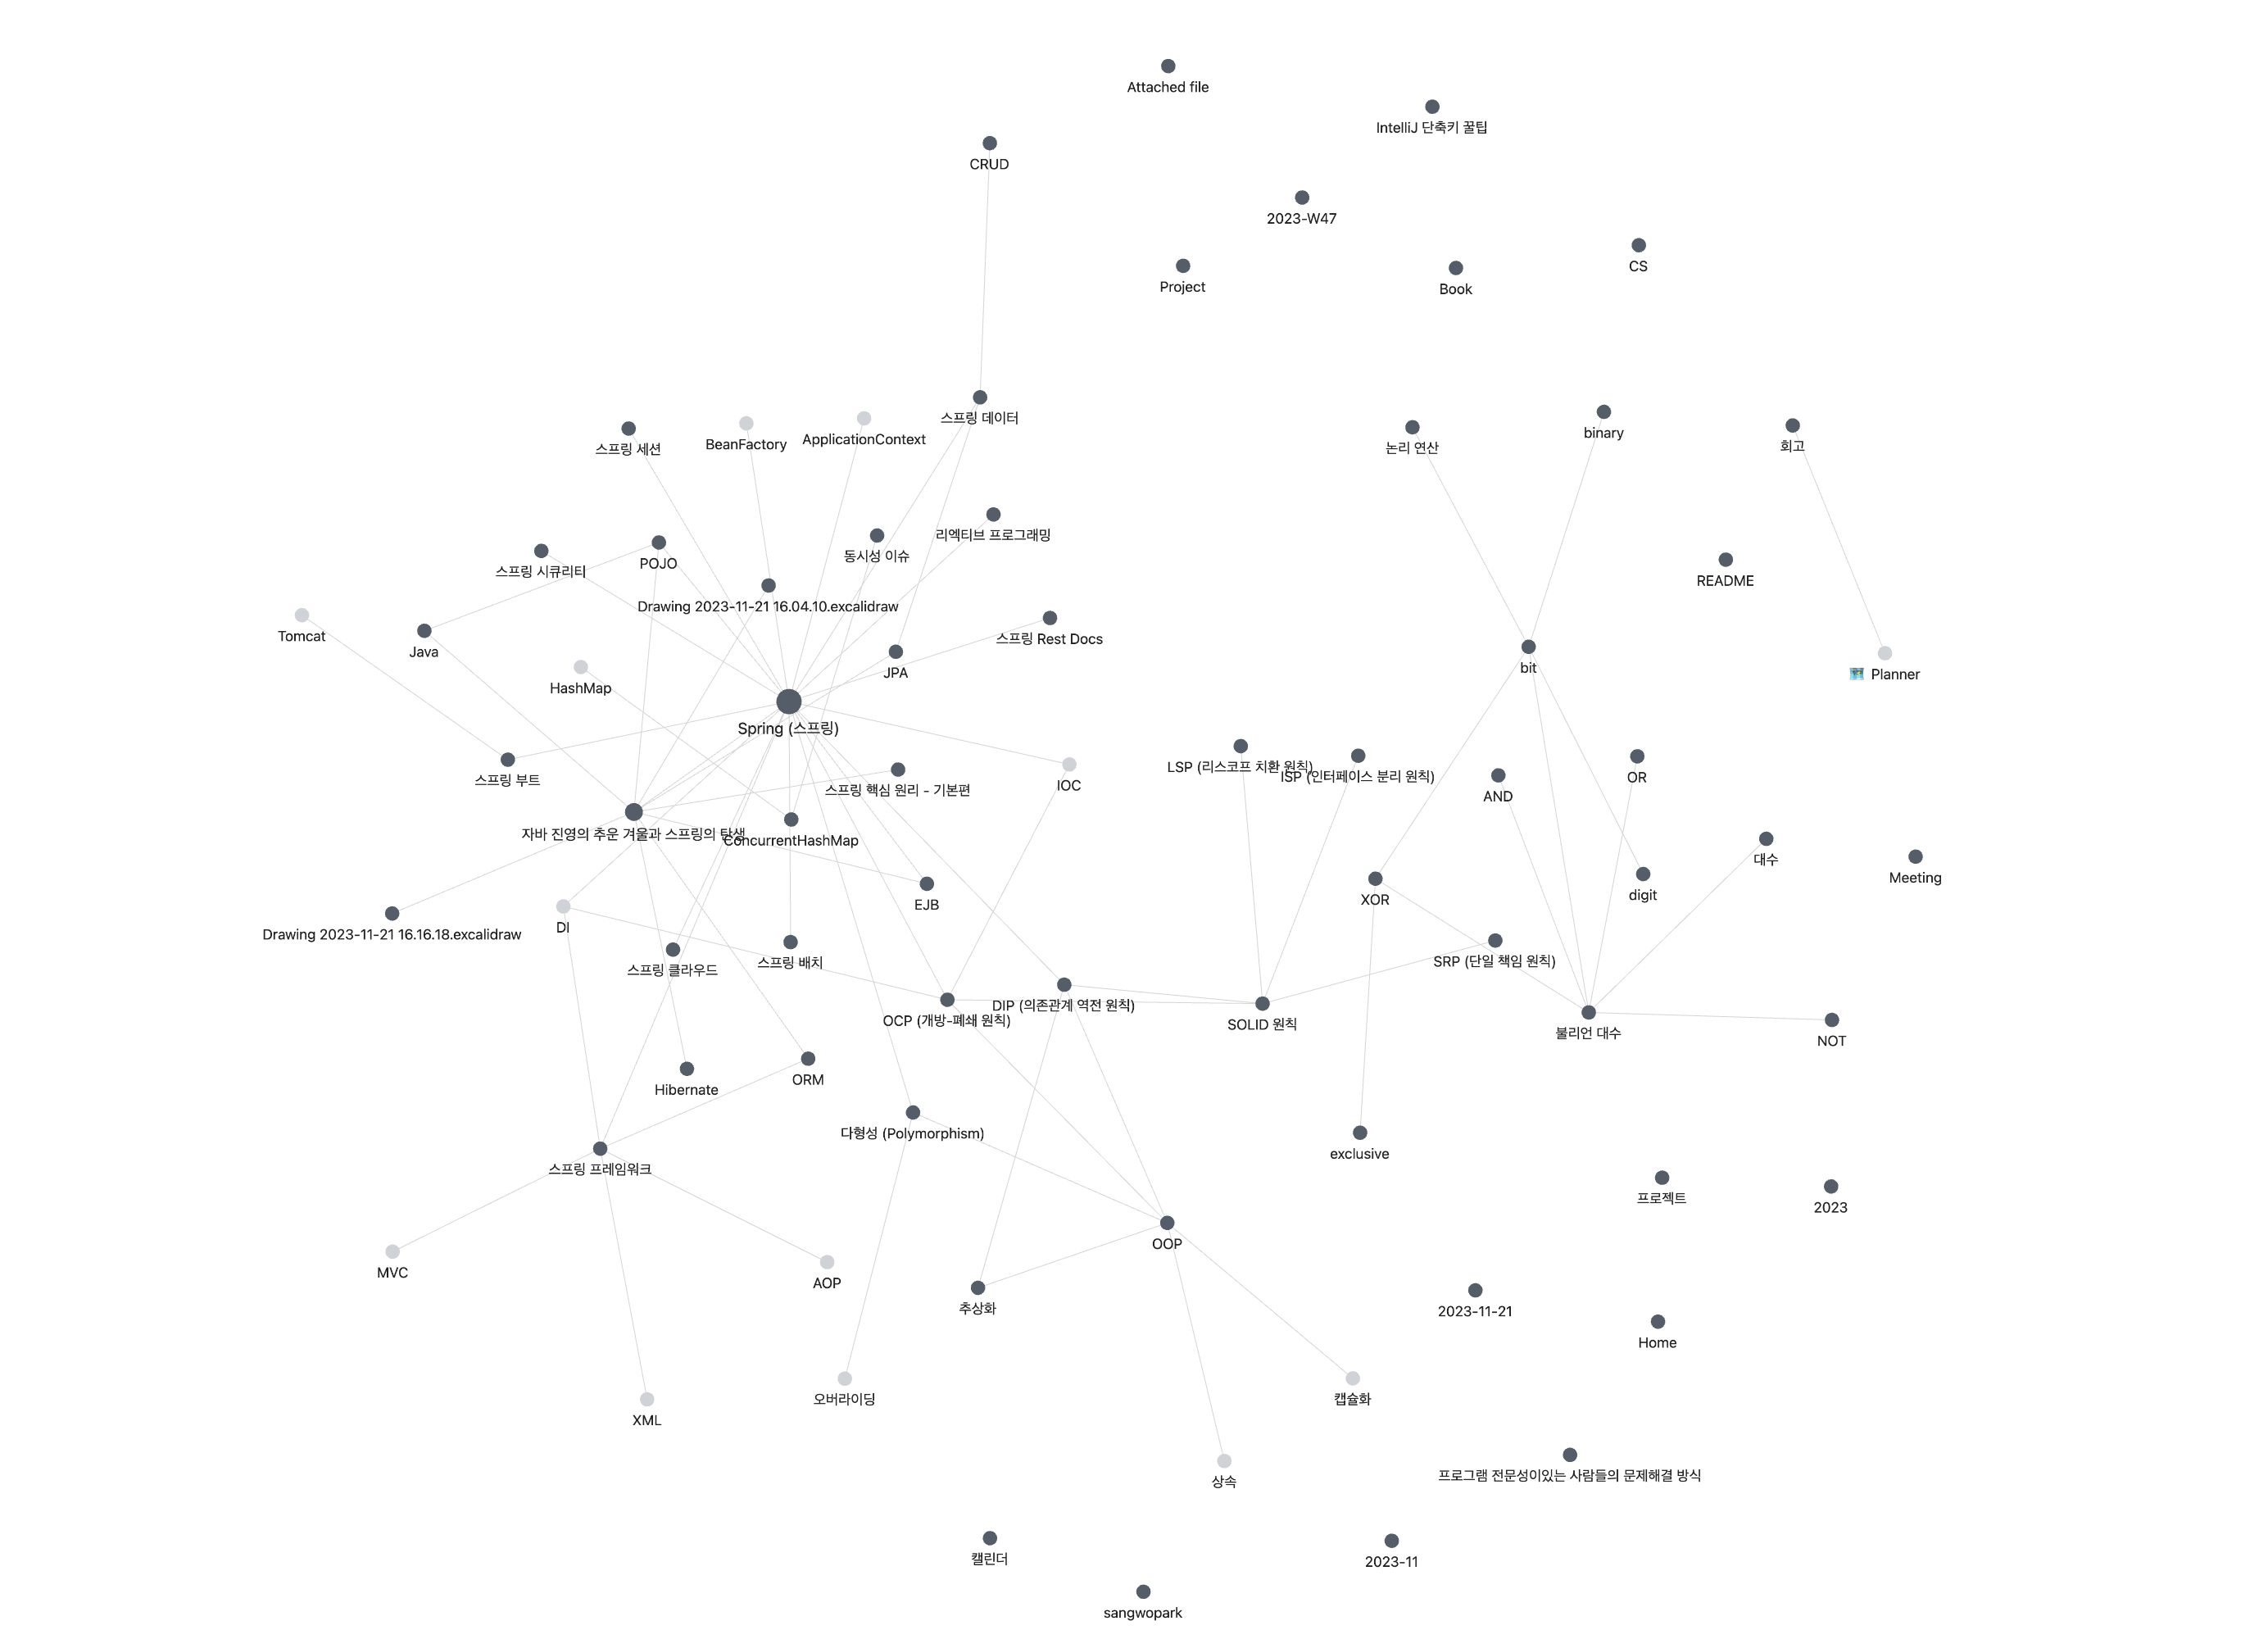 Attached file
IntelliJ 단축키 꿀팁
CRUD
2023-W47
CS
Project
Book
스프링 데이터
binary
ApplicationContext
BeanFactory
스프링 세션
논리 연산
회고
리엑티브 프로그래밍
동시성 이슈
POJO
스프링 시큐리티
README
Drawing 2023-11-21 16.04.10.excalidraw
Tomcat
스프링 Rest Docs
Java
bit
JPA
Planner
HashMap
Spring (스프링)
LSP (리스코프 치환 원칙)
ISP (인터페이스 분리 원칙)
OR
스프링 부트
IOC
스프링 핵심 원리 - 기본편
AND
자바 진영의 추운 겨울과 스프링의 탄생
ConcurrentHashMap
대수
Meeting
digit
XOR
EJB
DI
Drawing 2023-11-21 16.16.18.excalidraw
SRP (단일 책임 원칙)
스프링 배치
스프링 클라우드
DIP (의존관계 역전 원칙)
OCP (개방-폐쇄 원칙)
SOLID 원칙
불리언 대수
NOT
ORM
Hibernate
다형성 (Polymorphism)
exclusive
스프링 프레임워크
프로젝트
2023
OOP
MVC
AOP
추상화
2023-11-21
Home
오버라이딩
캡슐화
XML
프로그램 전문성이있는 사람들의 문제해결 방식
상속
캘린더
2023-11
sangwopark